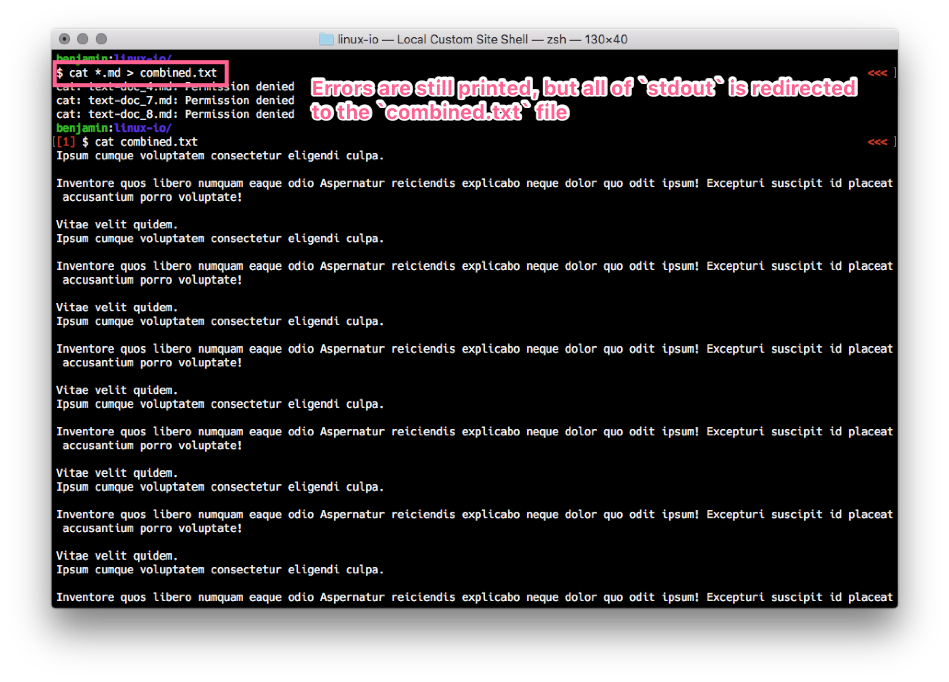 linux-io — Local Custom Site Shell — zsh — 130×40
benjamin:linux-io/
$ cat *.md > combined.txt <<< ]
cat: text-doc_4.md: Permission denied
cat: text-doc_7.md: Permission denied
cat: text-doc_8.md: Permission denied
Errors are still printed, but all of `stdout` is redirected
to the `combined.txt` file
benjamin:linux-io/
[[1] $ cat combined.txt <<< ]
Ipsum cumque voluptatem consectetur eligendi culpa.
Inventore quos libero numquam eaque odio Aspernatur reiciendis explicabo neque dolor quo odit ipsum! Excepturi suscipit id placeat
accusantium porro voluptate!
Vitae velit quidem.
Ipsum cumque voluptatem consectetur eligendi culpa.
Inventore quos libero numquam eaque odio Aspernatur reiciendis explicabo neque dolor quo odit ipsum! Excepturi suscipit id placeat
accusantium porro voluptate!
Vitae velit quidem.
Ipsum cumque voluptatem consectetur eligendi culpa.
Inventore quos libero numquam eaque odio Aspernatur reiciendis explicabo neque dolor quo odit ipsum! Excepturi suscipit id placeat
accusantium porro voluptate!
Vitae velit quidem.
Ipsum cumque voluptatem consectetur eligendi culpa.
Inventore quos libero numquam eaque odio Aspernatur reiciendis explicabo neque dolor quo odit ipsum! Excepturi suscipit id placeat
accusantium porro voluptate!
Vitae velit quidem.
Ipsum cumque voluptatem consectetur eligendi culpa.
Inventore quos libero numquam eaque odio Aspernatur reiciendis explicabo neque dolor quo odit ipsum! Excepturi suscipit id placeat
accusantium porro voluptate!
Vitae velit quidem.
Ipsum cumque voluptatem consectetur eligendi culpa.
Inventore quos libero numquam eaque odio Aspernatur reiciendis explicabo neque dolor quo odit ipsum! Excepturi suscipit id placeat